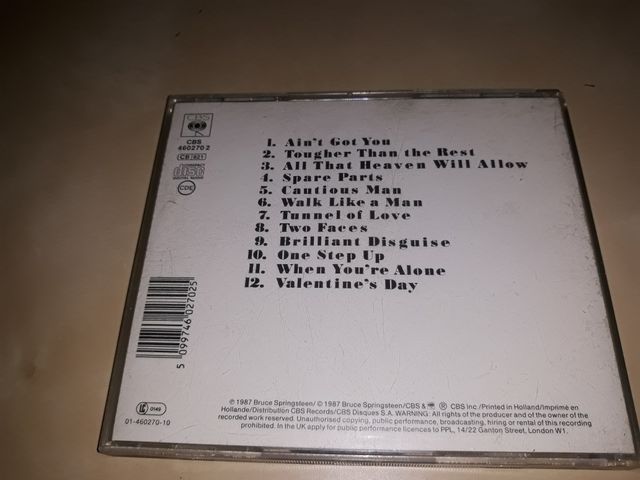 CBS
CBS
460270 2
CB 821
COMPACT
disc
DIGITAL AUDIO
CDE
1. Ain't Got You
2. Tougher Than the Rest
3. All That Heaven Will Allow
4. Spare Parts
5. Cautious Man
6. Walk Like a Man
7. Tunnel of Love
8. Two Faces
9. Brilliant Disguise
10. One Step Up
11. When You're Alone
12. Valentine's Day
5 099746 027025
LC 0149
01-460270-10
℗ 1987 Bruce Springsteen/ © 1987 Bruce Springsteen/CBS & ® CBS Inc./Printed in Holland/Imprimé en
Hollande/Distribution CBS Records/CBS Disques S.A. WARNING: All rights of the producer and of the owner of the
recorded work reserved. Unauthorised copying, public performance, broadcasting, hiring or rental of this recording
prohibited. In the UK apply for public performance licences to PPL, 14/22 Ganton Street, London W1.